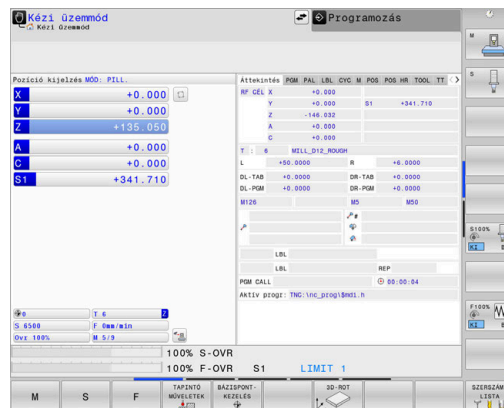 Kézi üzemmód
Kézi üzemmód
Programozás
Pozíció kijelzés MÓD: PILL.
X +0.000
Y +0.000
Z +135.050
A +0.000
C +0.000
S1 +341.710
0 T 6 Z
S 6500 F 0mm/min
Ovr 100% M 5/9
Áttekintés PGM PAL LBL CYC M POS POS HR TOOL TT
RF CÉL X +0.000
Y +0.000 S1 +341.710
Z -146.032
A +0.000
C +0.000
T : 6 MILL_D12_ROUGH
L +50.0000 R +6.0000
DL-TAB +0.0000 DR-TAB +0.0000
DL-PGM +0.0000 DR-PGM +0.0000
M126 M5 M50
P #
P
LBL
LBL REP
PGM CALL 00:00:04
Aktív progr: TNC:\nc_prog\$mdi.h
100% S-OVR
100% F-OVR S1 LIMIT 1
M
S
F
TAPINTÓ
MŰVELETEK
BÁZISPONT-
KEZELÉS
3D-ROT
SZERSZÁM
LISTA
M
S
S100%
KI
F100%
KI